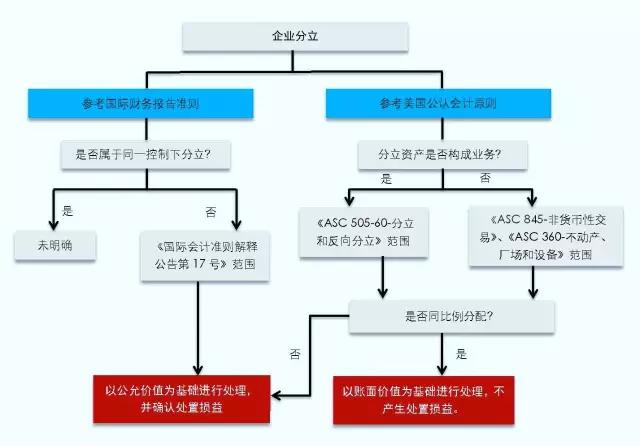 企业分立
参考国际财务报告准则
参考美国公认会计原则
是否属于同一控制下分立?
分立资产是否构成业务?
是
否
是
否
未明确
《国际会计准则解释
公告第 17 号》范围
《ASC 505-60-分立
和反向分立》范围
《ASC 845-非货币性交
易》、《ASC 360-不动产、
厂场和设备》范围
是否同比例分配?
否
是
以公允价值为基础进行处理,
并确认处置损益
以账面价值为基础进行处理，不
产生处置损益。